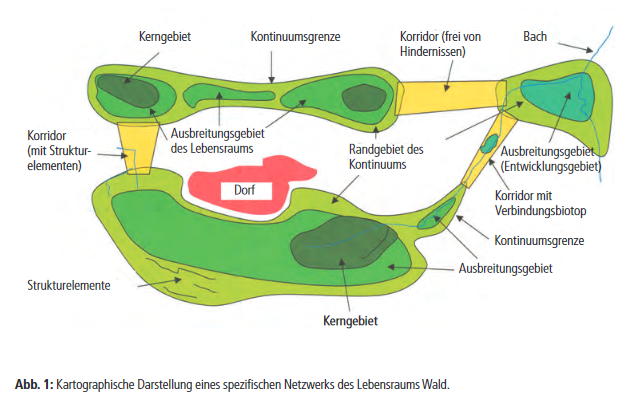 Kerngebiet
Kontinuumsgrenze
Korridor (frei von
Hindernissen)
Bach
Korridor
(mit Struktur-
elementen)
Ausbreitungsgebiet
des Lebensraums
Randgebiet des
Kontinuums
Ausbreitungsgebiet
(Entwicklungsgebiet)
Dorf
Korridor mit
Verbindungsbiotop
Kontinuumsgrenze
Ausbreitungsgebiet
Strukturelemente
Kerngebiet
Abb. 1: Kartographische Darstellung eines spezifischen Netzwerks des Lebensraums Wald.